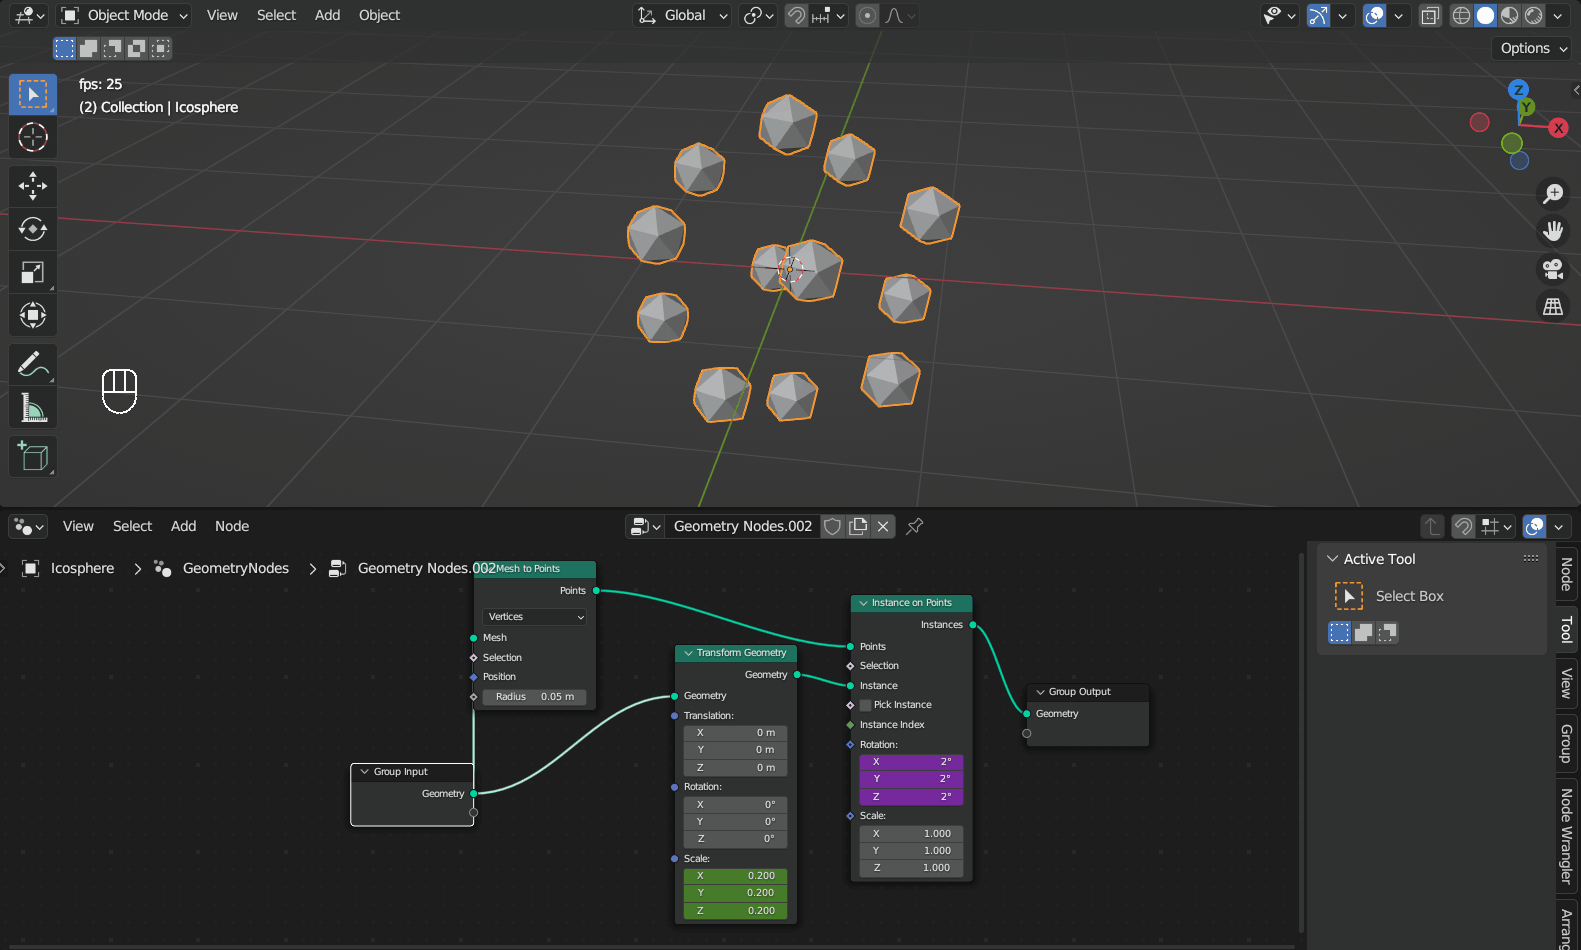 Object Mode
View
Select
Add
Object
Global
Options
fps: 25
(2) Collection | Icosphere
Z
Y
X
View
Select
Add
Node
Geometry Nodes.002
Icosphere
GeometryNodes
Geometry Nodes.002
Mesh to Points
Points
Vertices
Mesh
Selection
Position
Radius 0.05 m
Group Input
Geometry
Transform Geometry
Geometry
Geometry
Translation:
X 0 m
Y 0 m
Z 0 m
Rotation:
X 0°
Y 0°
Z 0°
Scale:
X 0.200
Y 0.200
Z 0.200
Instance on Points
Instances
Points
Selection
Instance
Pick Instance
Instance Index
Rotation:
X 2°
Y 2°
Z 2°
Scale:
X 1.000
Y 1.000
Z 1.000
Group Output
Geometry
Active Tool
Select Box
Node
Tool
View
Group
Node Wrangler
Arrang